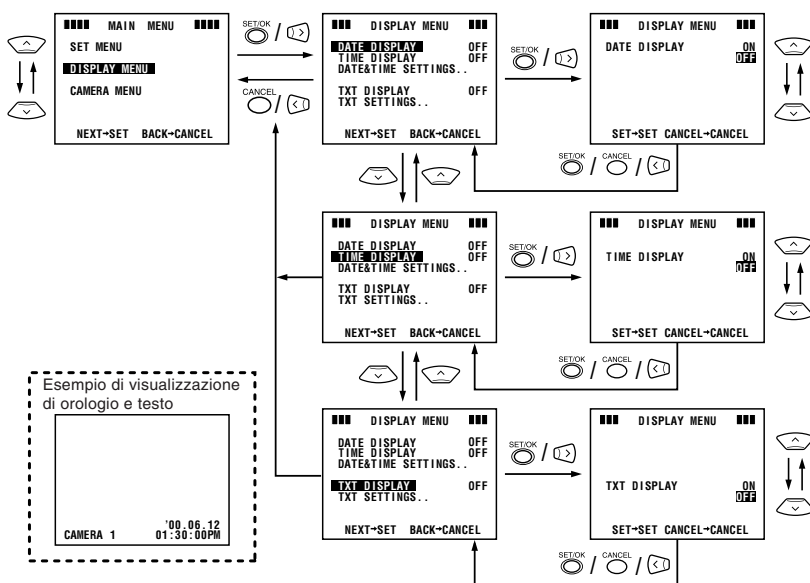 MAIN MENU
SET MENU
DISPLAY MENU
CAMERA MENU
NEXT→SET BACK→CANCEL
SET/OK
CANCEL
DISPLAY MENU
DATE DISPLAY OFF
TIME DISPLAY OFF
DATE&TIME SETTINGS..
TXT DISPLAY OFF
TXT SETTINGS..
NEXT→SET BACK→CANCEL
SET/OK
DISPLAY MENU
DATE DISPLAY ON
OFF
SET→SET CANCEL→CANCEL
SET/OK CANCEL
DISPLAY MENU
DATE DISPLAY OFF
TIME DISPLAY OFF
DATE&TIME SETTINGS..
TXT DISPLAY OFF
TXT SETTINGS..
NEXT→SET BACK→CANCEL
SET/OK
DISPLAY MENU
TIME DISPLAY ON
OFF
SET→SET CANCEL→CANCEL
SET/OK CANCEL
Esempio di visualizzazione
di orologio e testo
'00.06.12
CAMERA 1 01:30:00PM
DISPLAY MENU
DATE DISPLAY OFF
TIME DISPLAY OFF
DATE&TIME SETTINGS..
TXT DISPLAY OFF
TXT SETTINGS..
NEXT→SET BACK→CANCEL
SET/OK
DISPLAY MENU
TXT DISPLAY ON
OFF
SET→SET CANCEL→CANCEL
SET/OK CANCEL